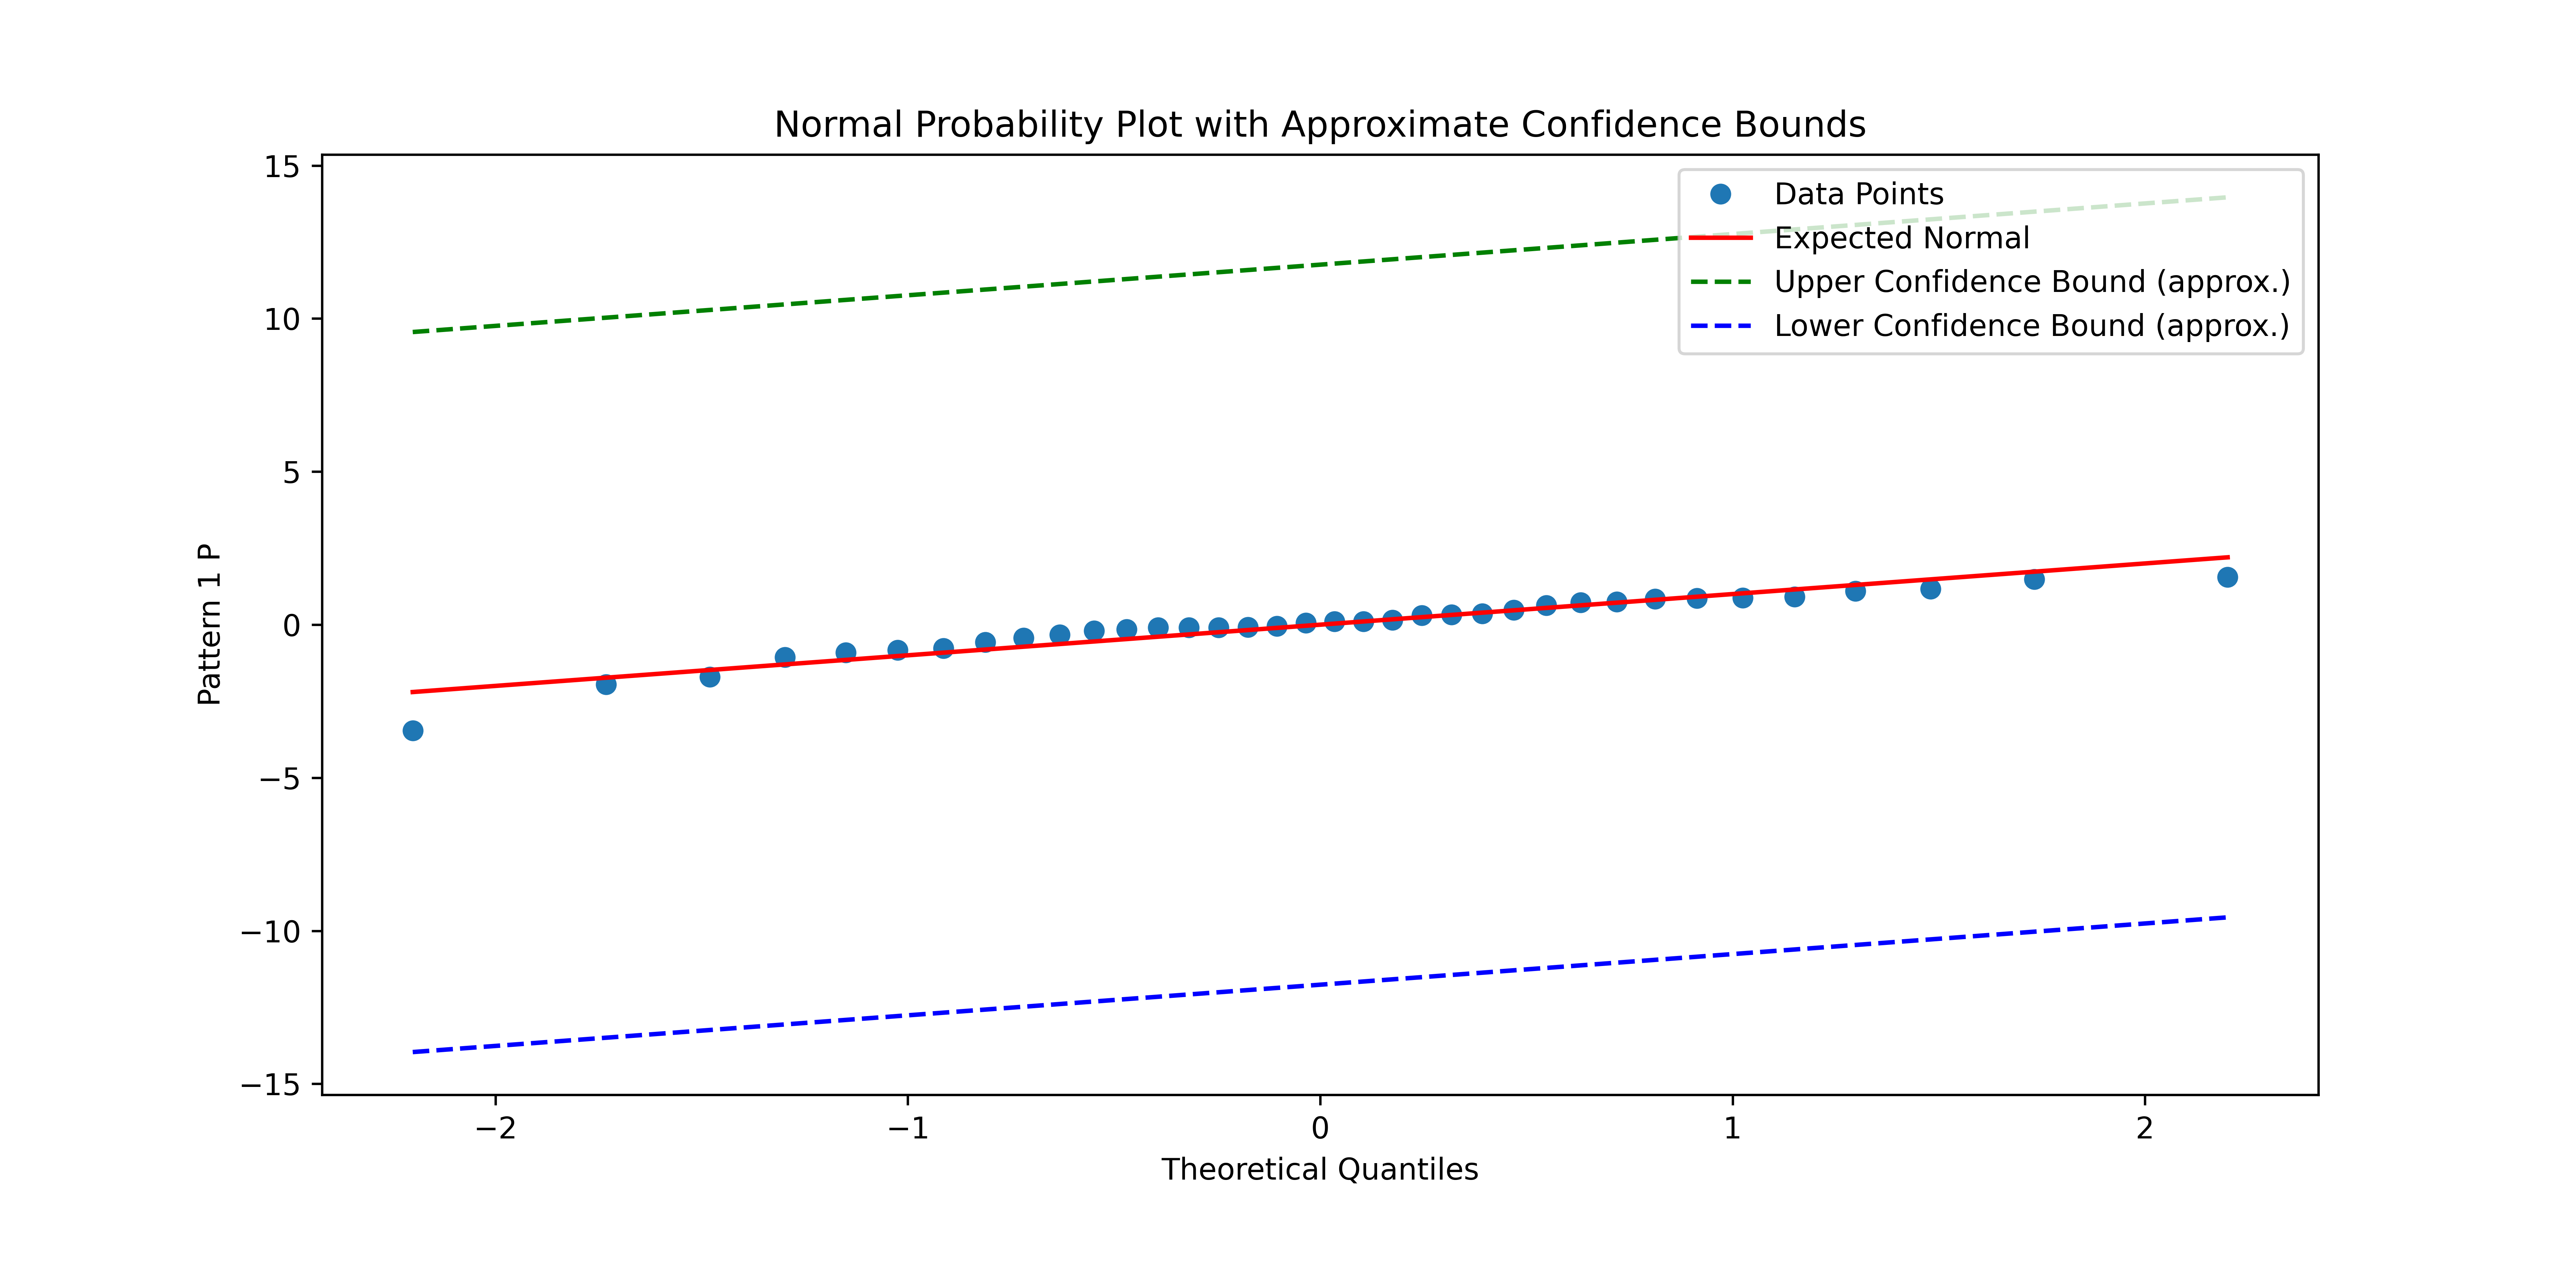 Normal Probability Plot with Approximate Confidence Bounds
15
10
5
0
−5
−10
−15
Pattern 1 P
Data Points
Expected Normal
Upper Confidence Bound (approx.)
Lower Confidence Bound (approx.)
−2
−1
0
1
2
Theoretical Quantiles